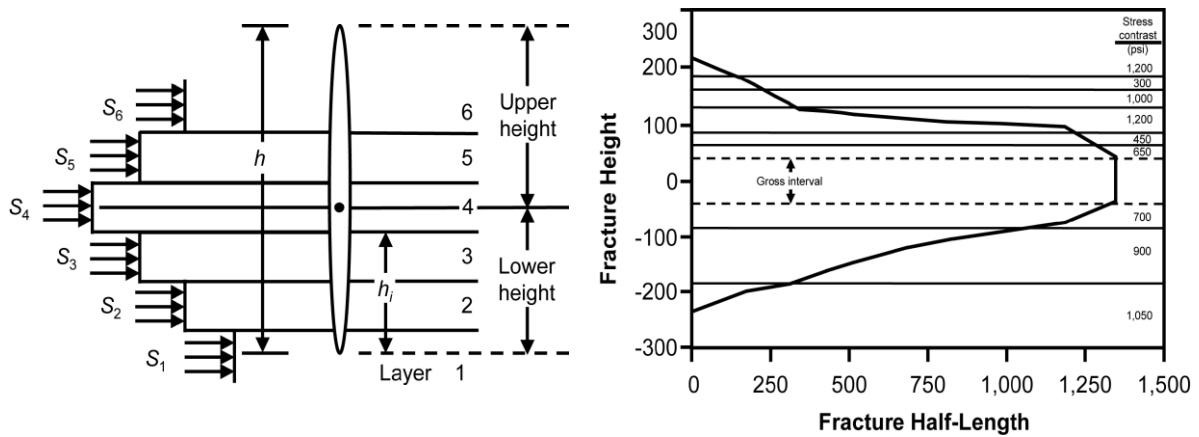 S6
S5
S4
S3
S2
S1
h
hi
6
5
4
3
2
Layer 1
Upper
height
Lower
height
Fracture Height
300
200
100
0
-100
-200
-300
Stress
contrast
(psi)
1,200
300
1,000
1,200
450
650
Gross interval
700
900
1,050
0 250 500 750 1,000 1,250 1,500
Fracture Half-Length